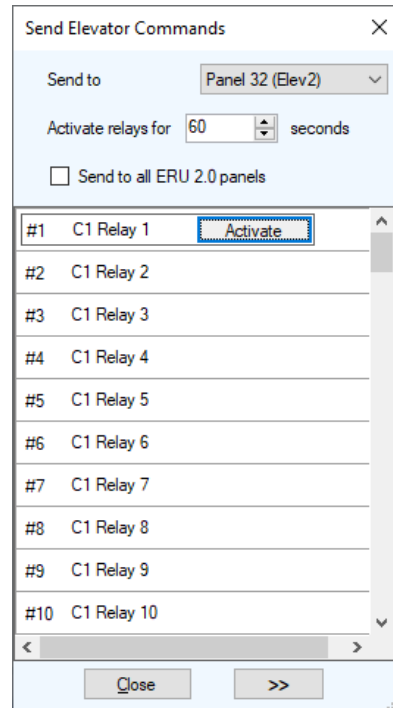 Send Elevator Commands
Send to Panel 32 (Elev2)
Activate relays for 60 seconds
Send to all ERU 2.0 panels
#1 C1 Relay 1 Activate
#2 C1 Relay 2
#3 C1 Relay 3
#4 C1 Relay 4
#5 C1 Relay 5
#6 C1 Relay 6
#7 C1 Relay 7
#8 C1 Relay 8
#9 C1 Relay 9
#10 C1 Relay 10
Close >>